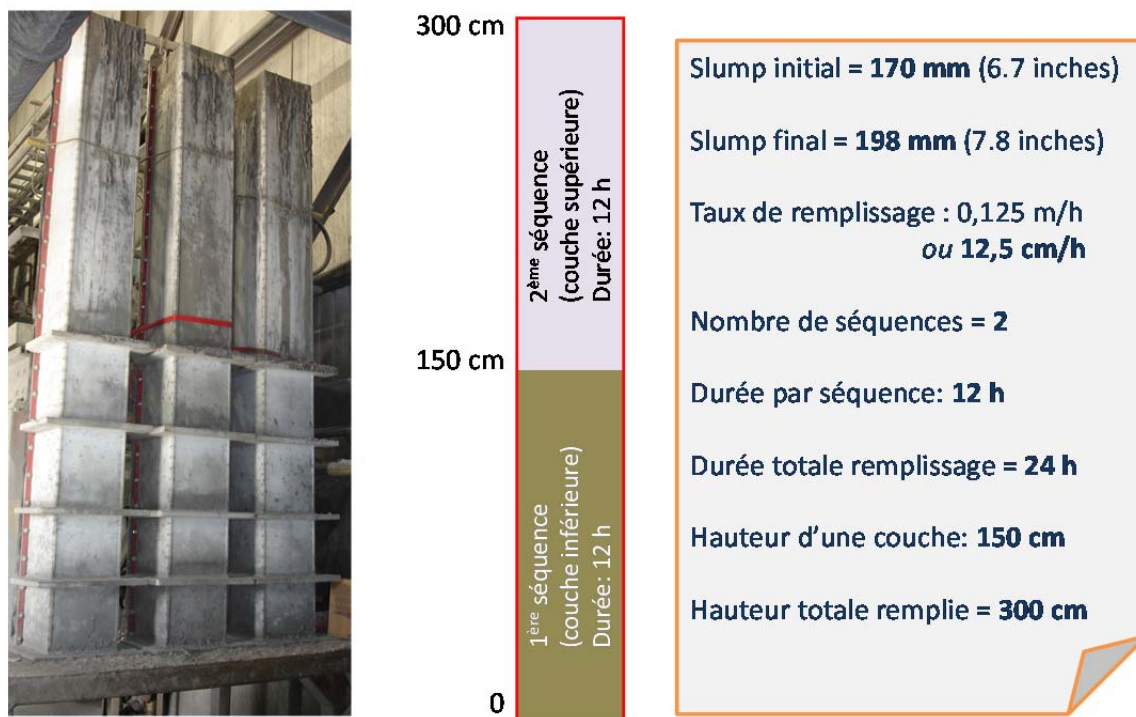 300 cm
2ème séquence
(couche supérieure)
Durée: 12 h
150 cm
1ère séquence
(couche inférieure)
Durée: 12 h
0
Slump initial = 170 mm (6.7 inches)
Slump final = 198 mm (7.8 inches)
Taux de remplissage : 0,125 m/h
ou 12,5 cm/h
Nombre de séquences = 2
Durée par séquence: 12 h
Durée totale remplissage = 24 h
Hauteur d’une couche: 150 cm
Hauteur totale remplie = 300 cm